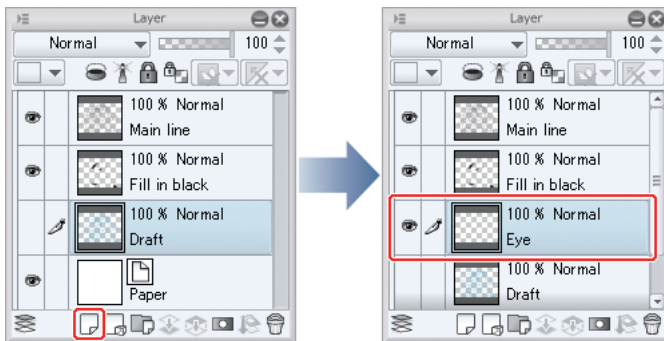 Layer
Normal
100
100 % Normal
Main line
100 % Normal
Fill in black
100 % Normal
Draft
Paper
Layer
Normal
100
100 % Normal
Main line
100 % Normal
Fill in black
100 % Normal
Eye
100 % Normal
Draft